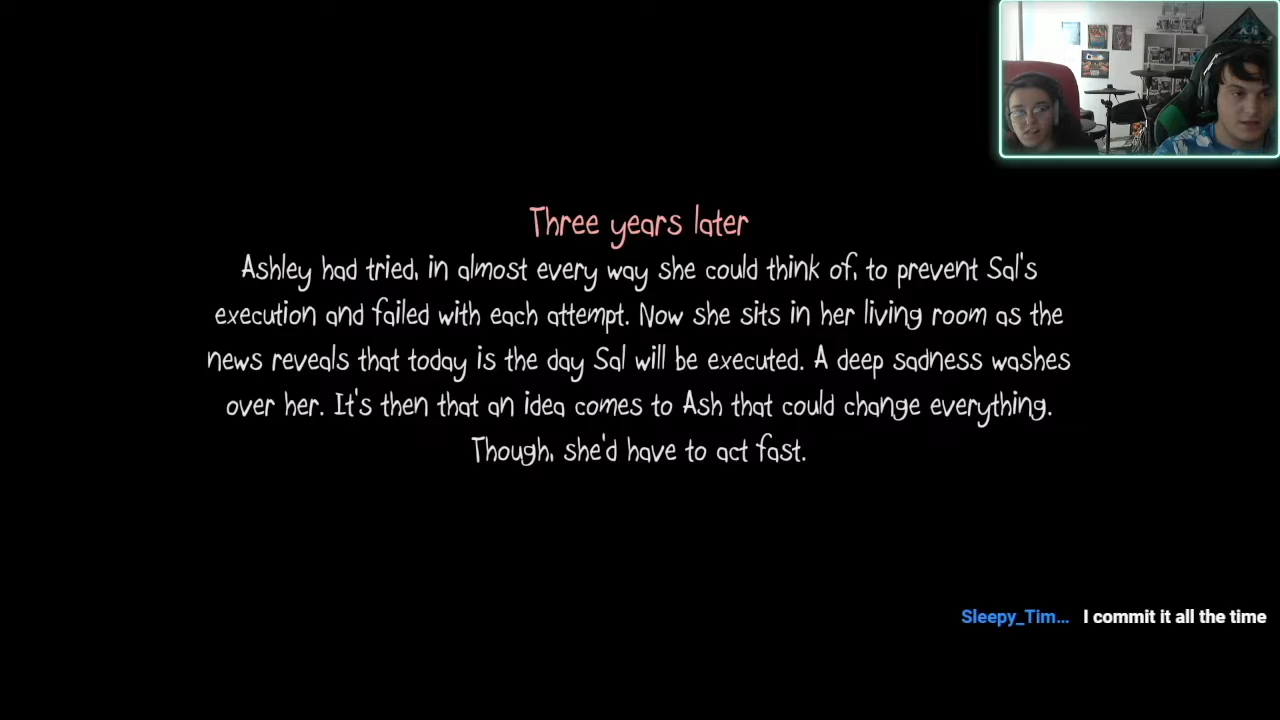 Three years later
Ashley had tried, in almost every way she could think of, to prevent Sal's
execution and failed with each attempt. Now she sits in her living room as the
news reveals that today is the day Sal will be executed. A deep sadness washes
over her. It's then that an idea comes to Ash that could change everything.
Though, she'd have to act fast.
Sleepy_Tim... I commit it all the time